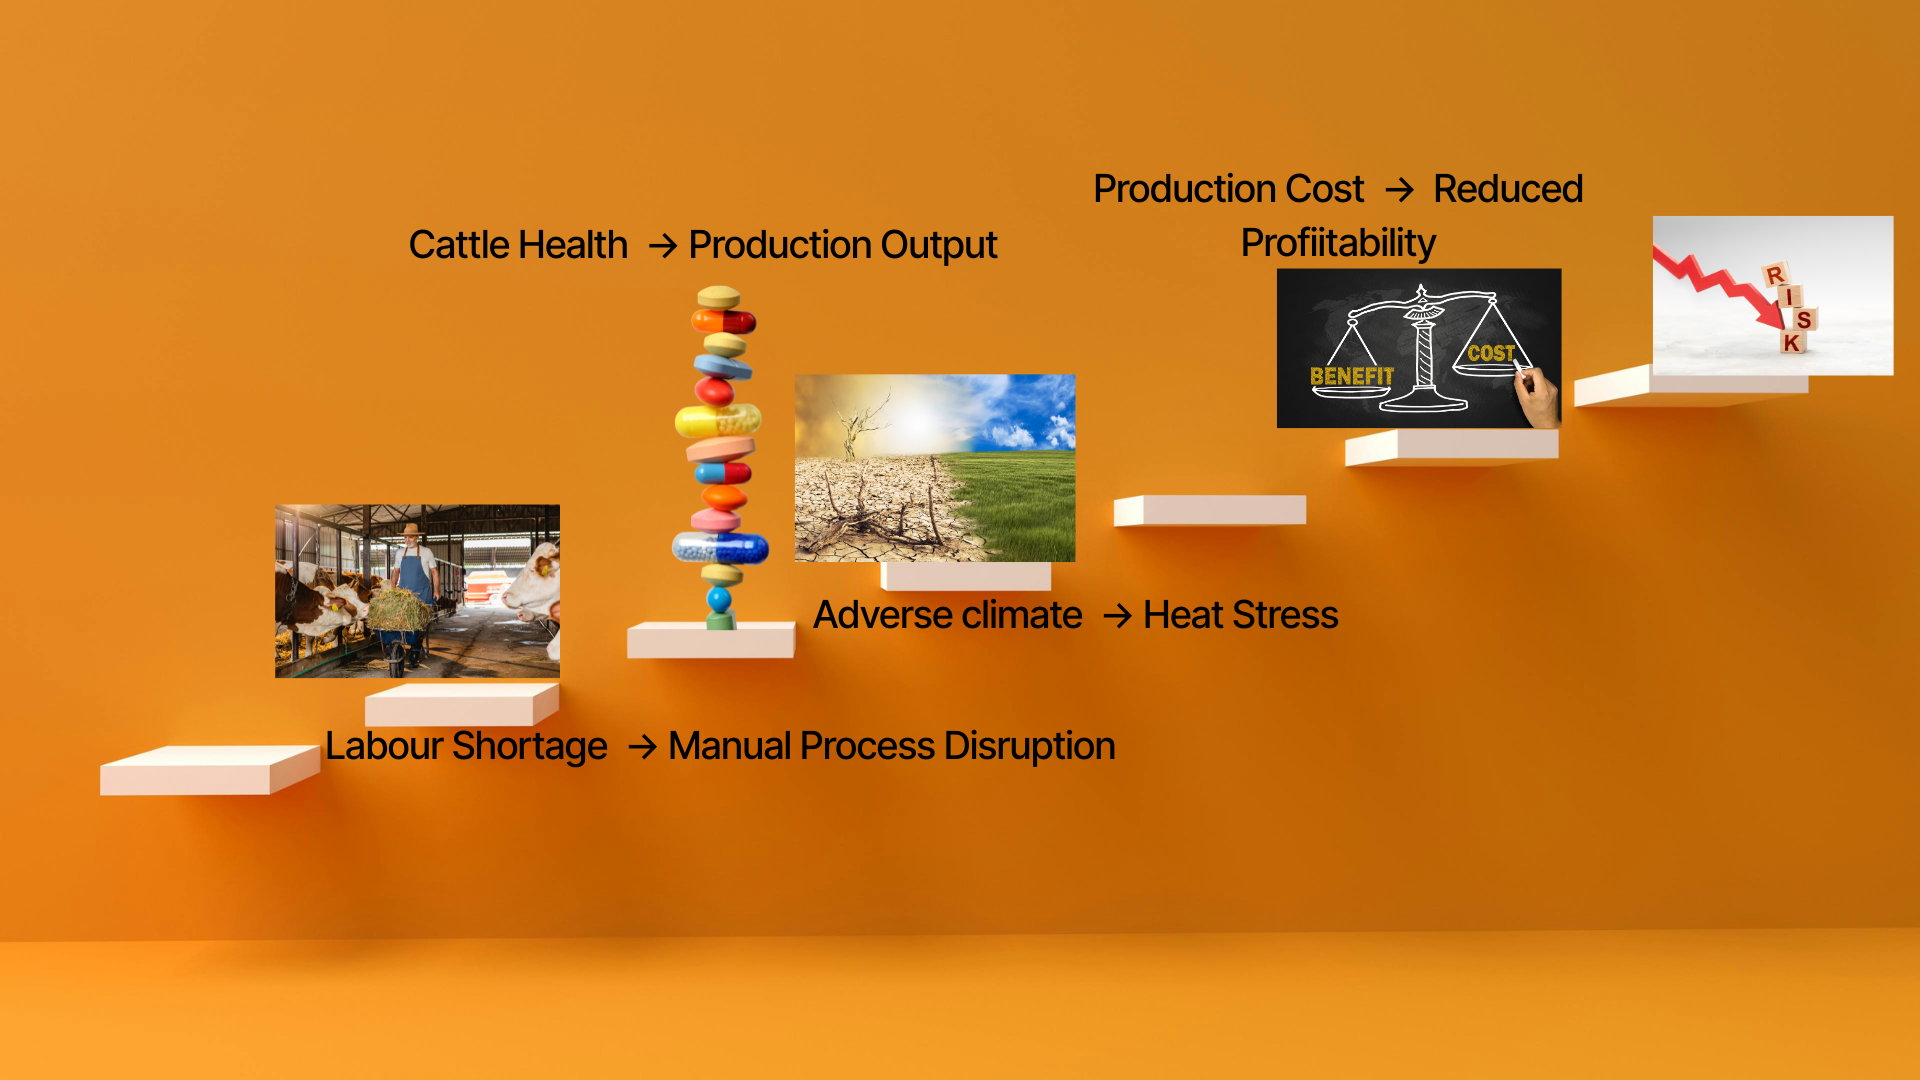 Production Cost → Reduced
Profiitability
Cattle Health → Production Output
R
I
S
K
COST
BENEFIT
Adverse climate → Heat Stress
Labour Shortage → Manual Process Disruption